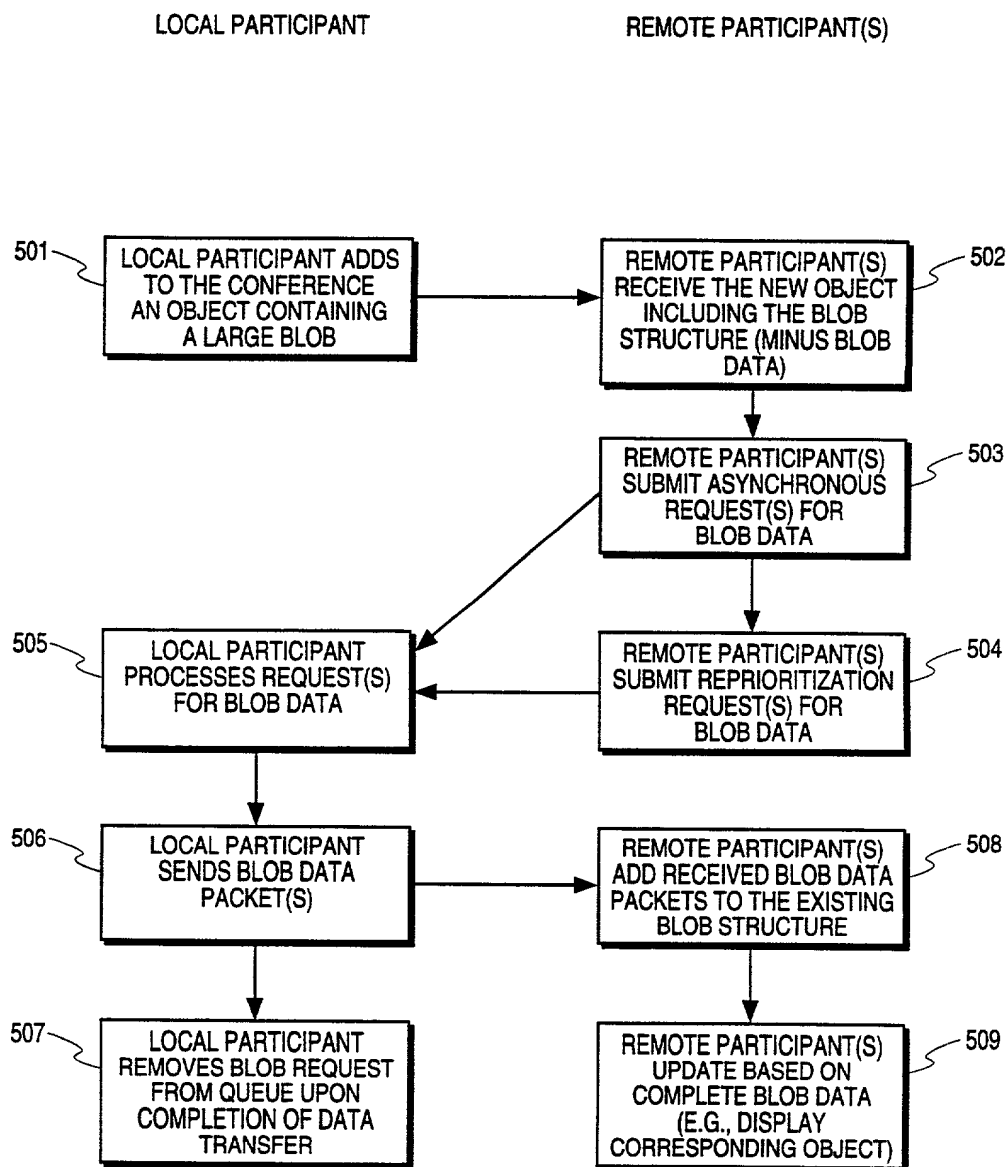 LOCAL PARTICIPANT
REMOTE PARTICIPANT(S)
501
LOCAL PARTICIPANT ADDS
TO THE CONFERENCE
AN OBJECT CONTAINING
A LARGE BLOB
502
REMOTE PARTICIPANT(S)
RECEIVE THE NEW OBJECT
INCLUDING THE BLOB
STRUCTURE (MINUS BLOB
DATA)
503
REMOTE PARTICIPANT(S)
SUBMIT ASYNCHRONOUS
REQUEST(S) FOR
BLOB DATA
505
LOCAL PARTICIPANT
PROCESSES REQUEST(S)
FOR BLOB DATA
504
REMOTE PARTICIPANT(S)
SUBMIT REPRIORITIZATION
REQUEST(S) FOR
BLOB DATA
506
LOCAL PARTICIPANT
SENDS BLOB DATA
PACKET(S)
508
REMOTE PARTICIPANT(S)
ADD RECEIVED BLOB DATA
PACKETS TO THE EXISTING
BLOB STRUCTURE
507
LOCAL PARTICIPANT
REMOVES BLOB REQUEST
FROM QUEUE UPON
COMPLETION OF DATA
TRANSFER
509
REMOTE PARTICIPANT(S)
UPDATE BASED ON
COMPLETE BLOB DATA
(E.G., DISPLAY
CORRESPONDING OBJECT)